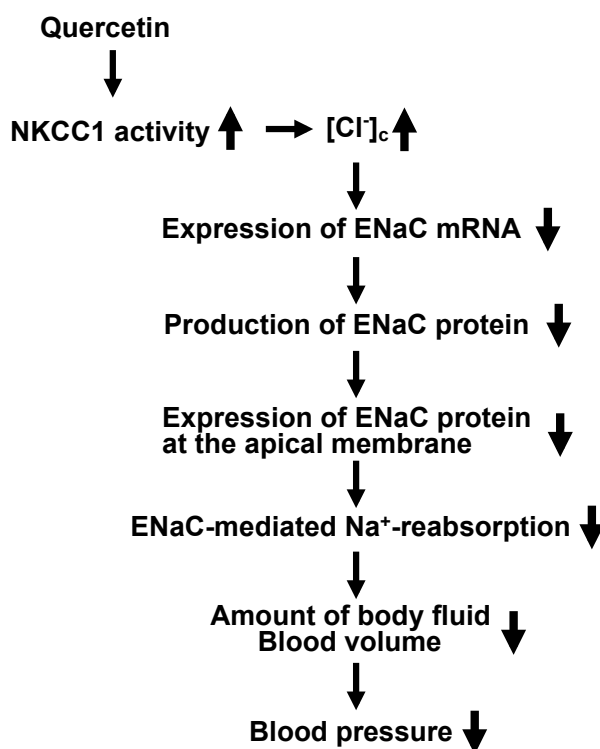 Quercetin
NKCC1 activity → [Cl⁻]c
Expression of ENaC mRNA
Production of ENaC protein
Expression of ENaC protein
at the apical membrane
ENaC-mediated Na⁺-reabsorption
Amount of body fluid
Blood volume
Blood pressure